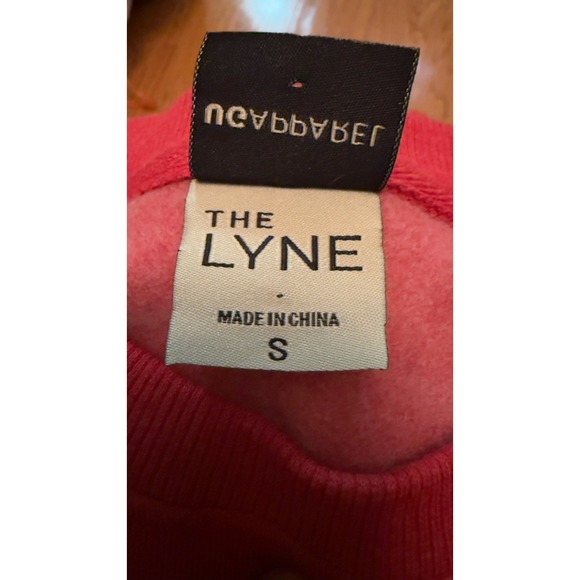 UGAPPAREL
THE
LYNE
MADE IN CHINA
S